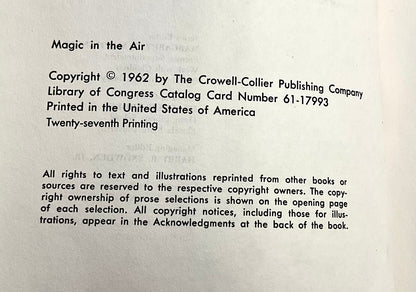 Magic in the Air
Copyright © 1962 by The Crowell-Collier Publishing Company
Library of Congress Catalog Card Number 61-17993
Printed in the United States of America
Twenty-seventh Printing
All rights to text and illustrations reprinted from other books or
sources are reserved to the respective copyright owners. The copy-
right ownership of prose selections is shown on the opening page
of each selection. All copyright notices, including those for illus-
trations, appear in the Acknowledgments at the back of the book.